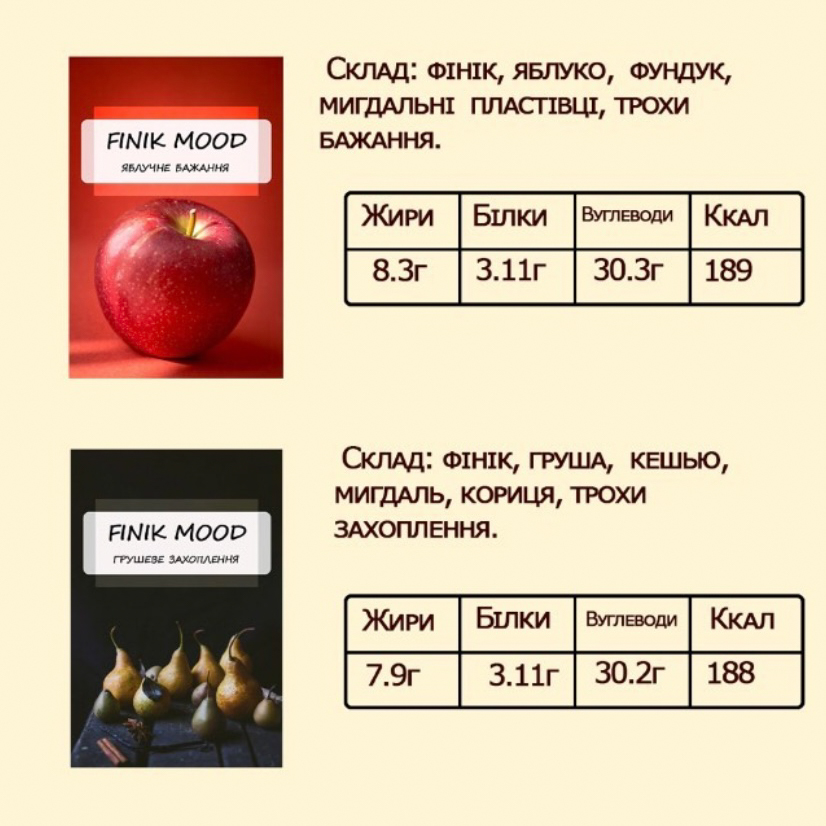 FINIK MOOD
ЯБЛУЧНЕ БАЖАННЯ
Склад: фінік, яблуко, фундук,
мигдальні пластівці, трохи
бажання.
Жири Білки Вуглеводи Ккал
8.3г 3.11г 30.3г 189
FINIK MOOD
ГРУШЕВЕ ЗАХОПЛЕННЯ
Склад: фінік, груша, кешью,
мигдаль, кориця, трохи
захоплення.
Жири Білки Вуглеводи Ккал
7.9г 3.11г 30.2г 188